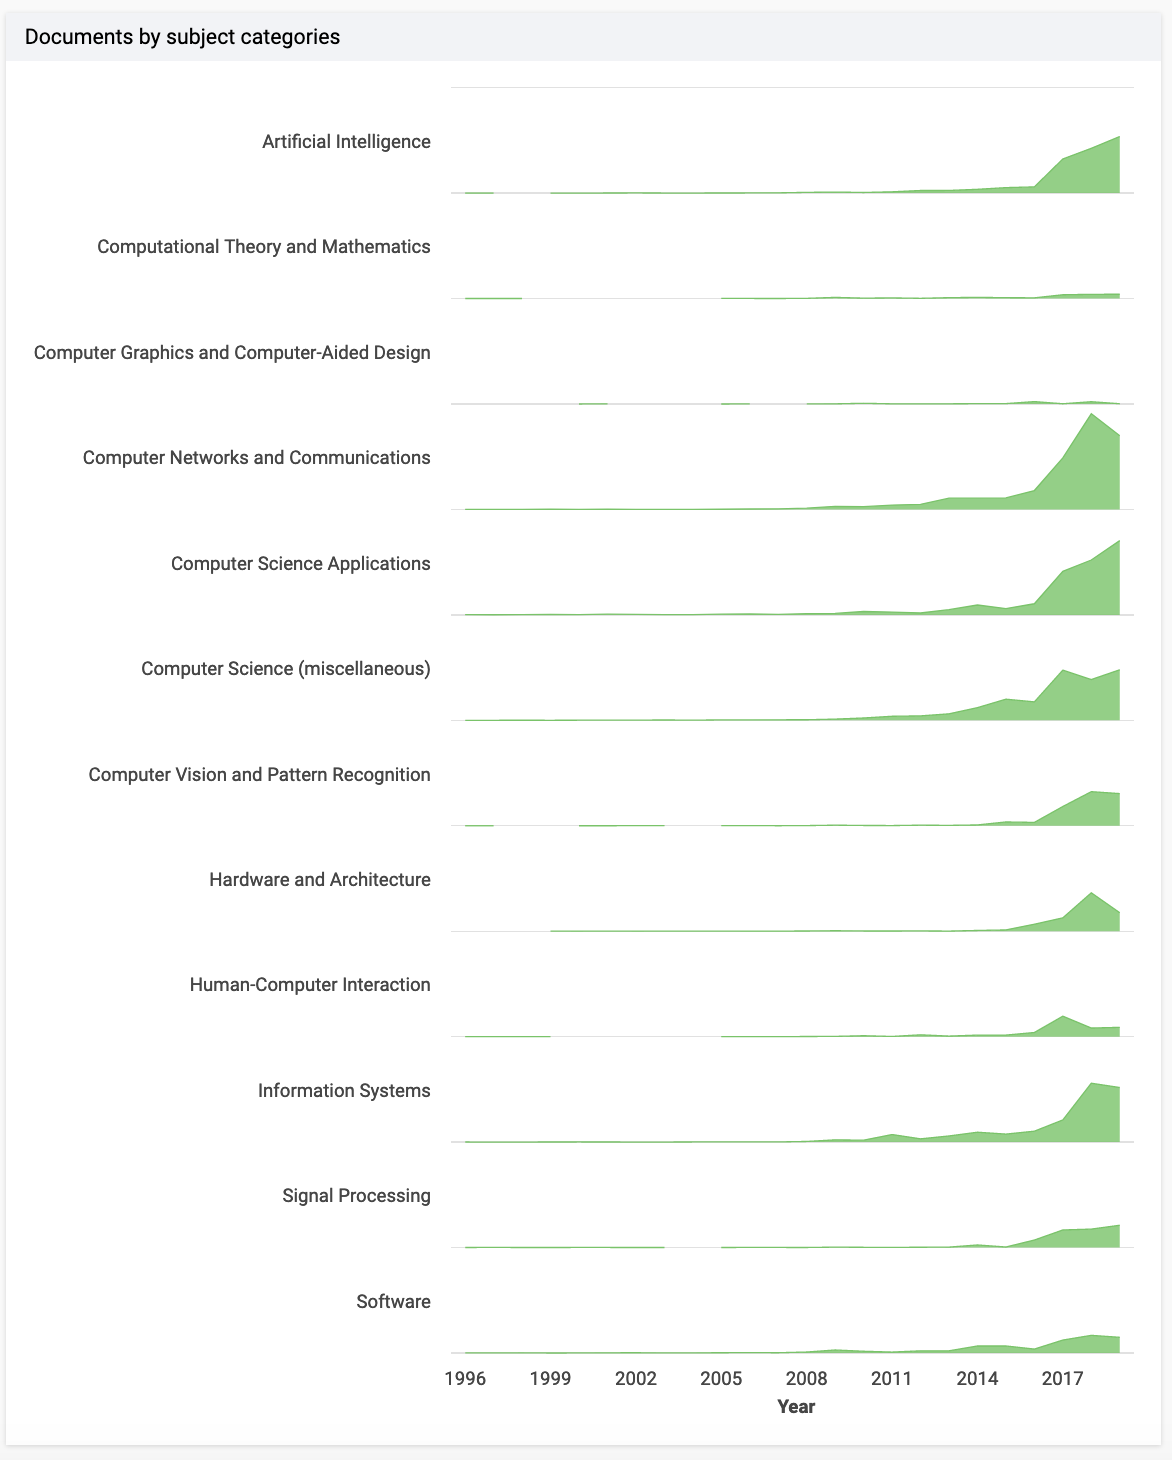 Documents by subject categories
Artificial Intelligence
Computational Theory and Mathematics
Computer Graphics and Computer-Aided Design
Computer Networks and Communications
Computer Science Applications
Computer Science (miscellaneous)
Computer Vision and Pattern Recognition
Hardware and Architecture
Human-Computer Interaction
Information Systems
Signal Processing
Software
1996 1999 2002 2005 2008 2011 2014 2017
Year